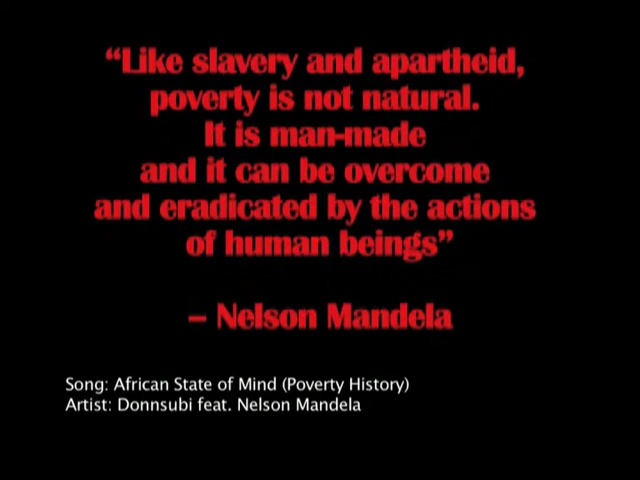 “Like slavery and apartheid,
poverty is not natural.
It is man-made
and it can be overcome
and eradicated by the actions
of human beings”
– Nelson Mandela
Song: African State of Mind (Poverty History)
Artist: Donnsubi feat. Nelson Mandela